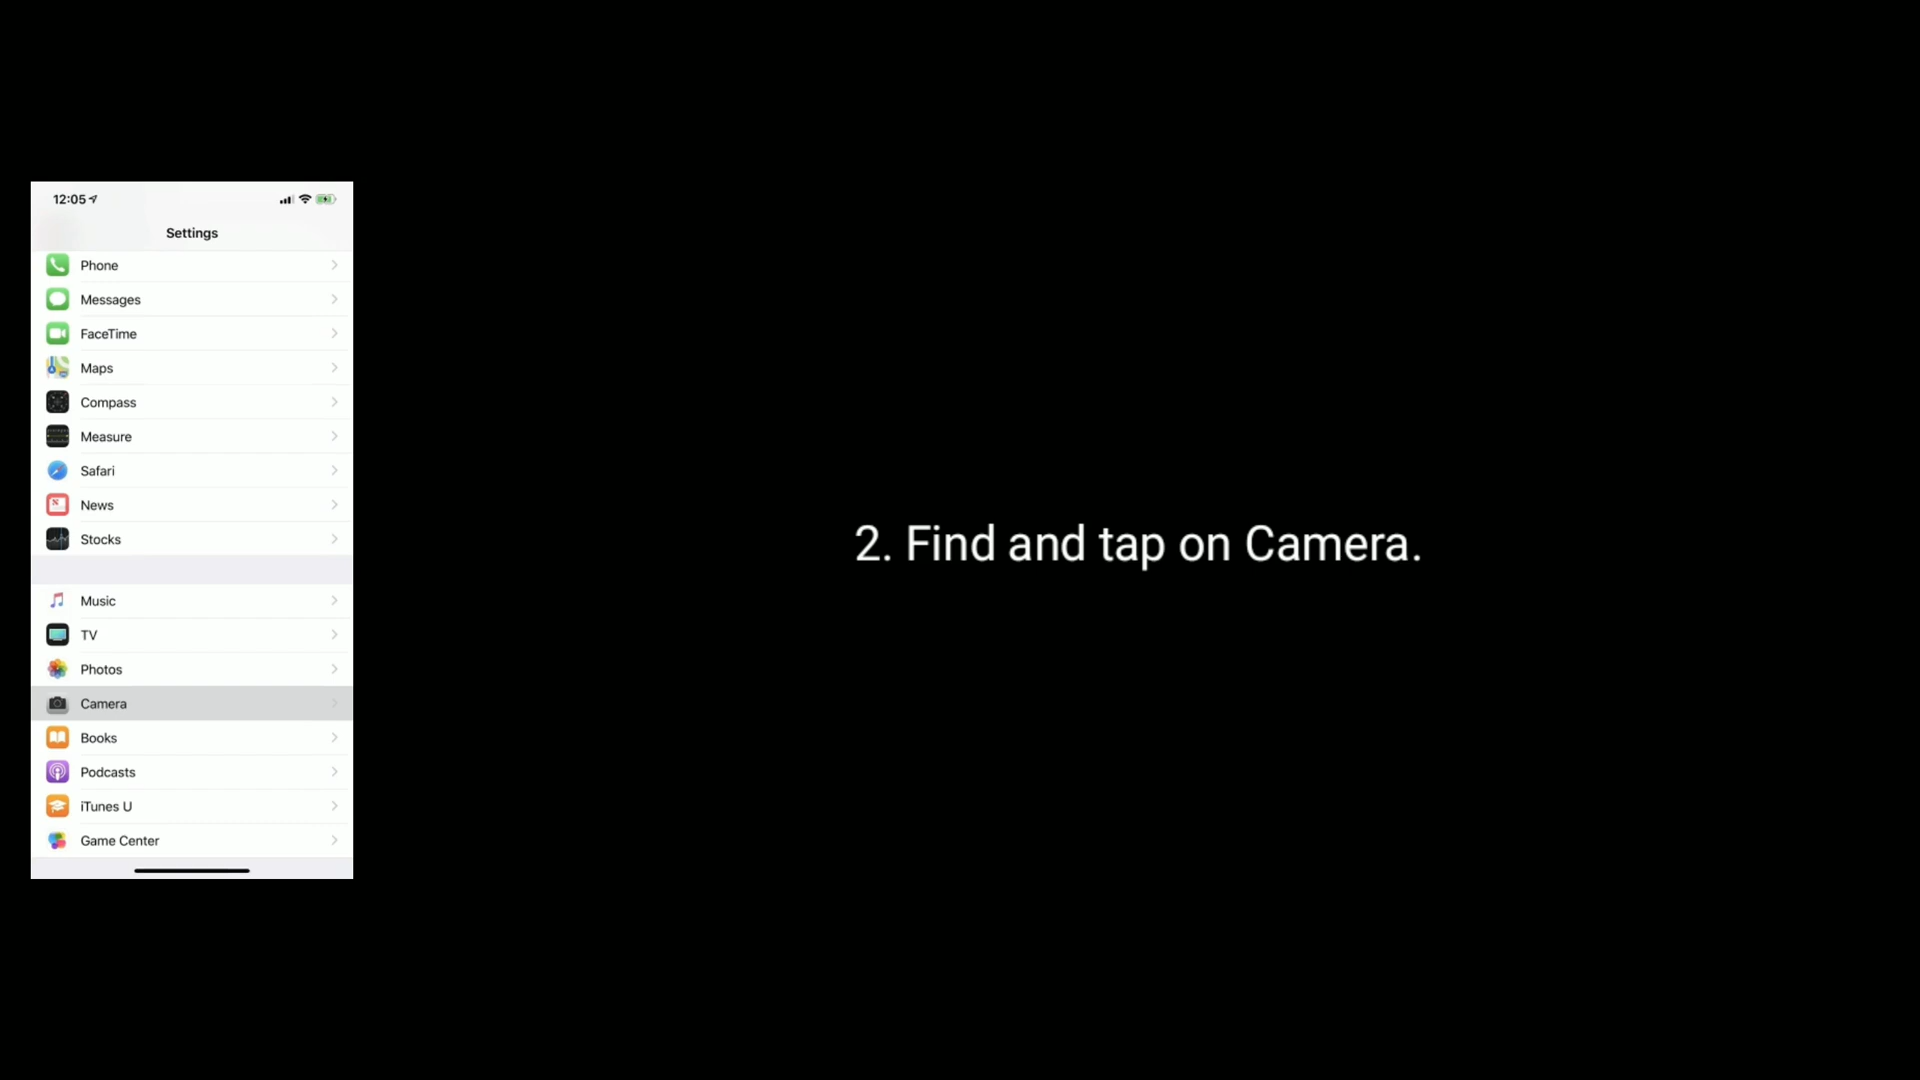 12:05
Settings
Phone
Messages
FaceTime
Maps
Compass
Measure
Safari
News
Stocks
Music
TV
Photos
Camera
Books
Podcasts
iTunes U
Game Center
2. Find and tap on Camera.